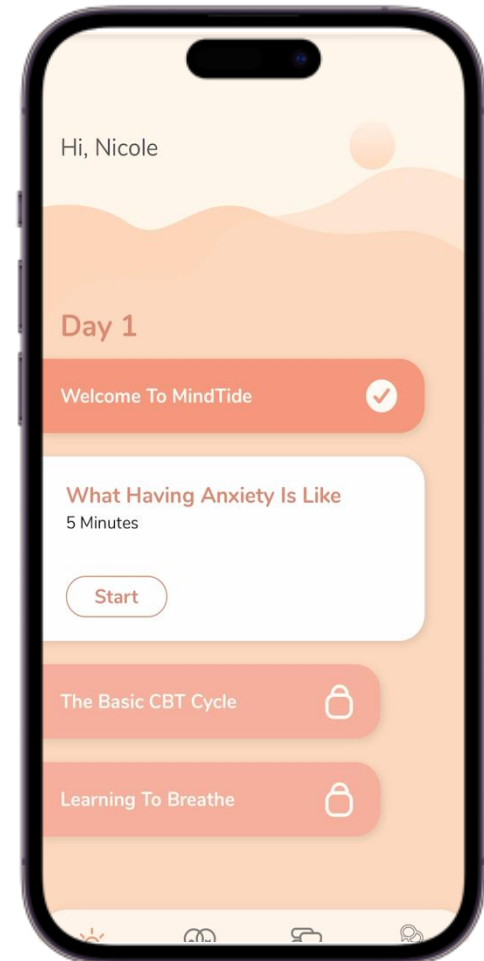 Hi, Nicole
Day 1
Welcome To MindTide
What Having Anxiety Is Like
5 Minutes
Start
The Basic CBT Cycle
Learning To Breathe